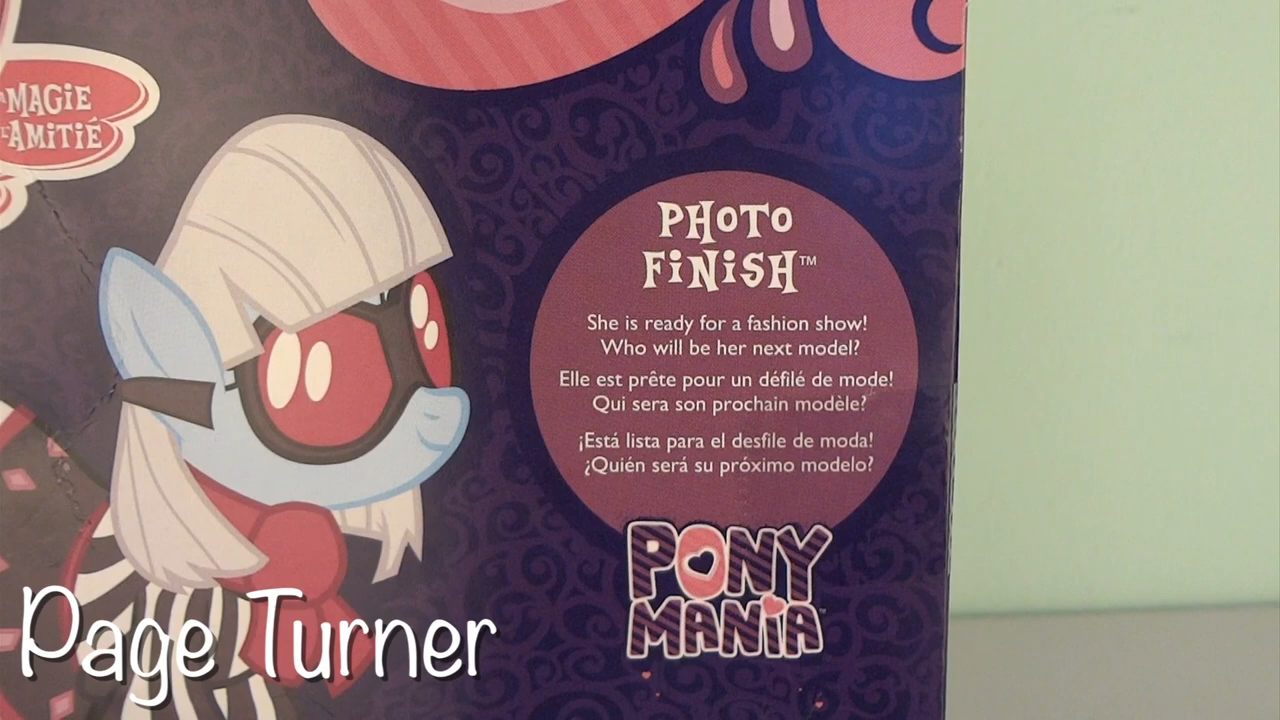 MAGiE
L'AMiTiÉ
PHOTO
FiNiSH™
She is ready for a fashion show!
Who will be her next model?
Elle est prête pour un défilé de mode!
Qui sera son prochain modèle?
¡Está lista para el desfile de moda!
¿Quién será su próximo modelo?
PONY
MANiA
Page Turner